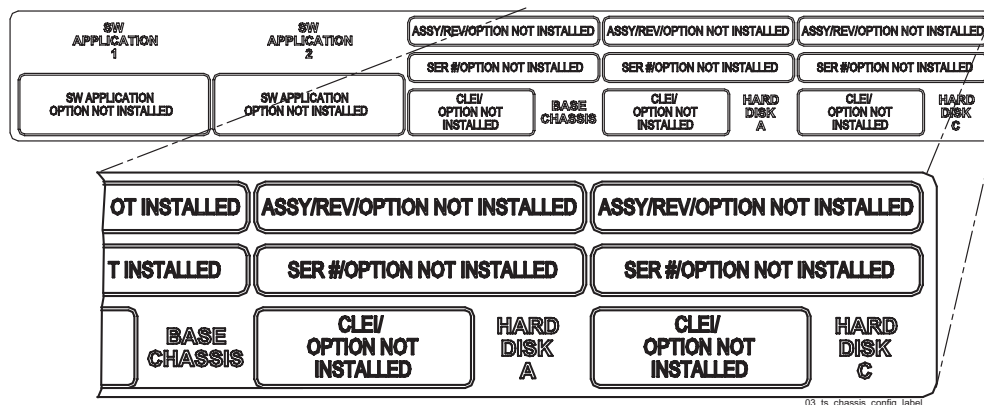 SW
APPLICATION
1
SW
APPLICATION
2
ASSY/REV/OPTION NOT INSTALLED
ASSY/REV/OPTION NOT INSTALLED
ASSY/REV/OPTION NOT INSTALLED
SER #/OPTION NOT INSTALLED
SER #/OPTION NOT INSTALLED
SER #/OPTION NOT INSTALLED
SW APPLICATION
OPTION NOT INSTALLED
SW APPLICATION
OPTION NOT INSTALLED
CLEI/
OPTION NOT
INSTALLED
BASE
CHASSIS
CLEI/
OPTION NOT
INSTALLED
HARD
DISK
A
CLEI/
OPTION NOT
INSTALLED
HARD
DISK
C
OT INSTALLED
ASSY/REV/OPTION NOT INSTALLED
ASSY/REV/OPTION NOT INSTALLED
T INSTALLED
SER #/OPTION NOT INSTALLED
SER #/OPTION NOT INSTALLED
BASE
CHASSIS
CLEI/
OPTION NOT
INSTALLED
HARD
DISK
A
CLEI/
OPTION NOT
INSTALLED
HARD
DISK
C
03_ts_chassis_config_label